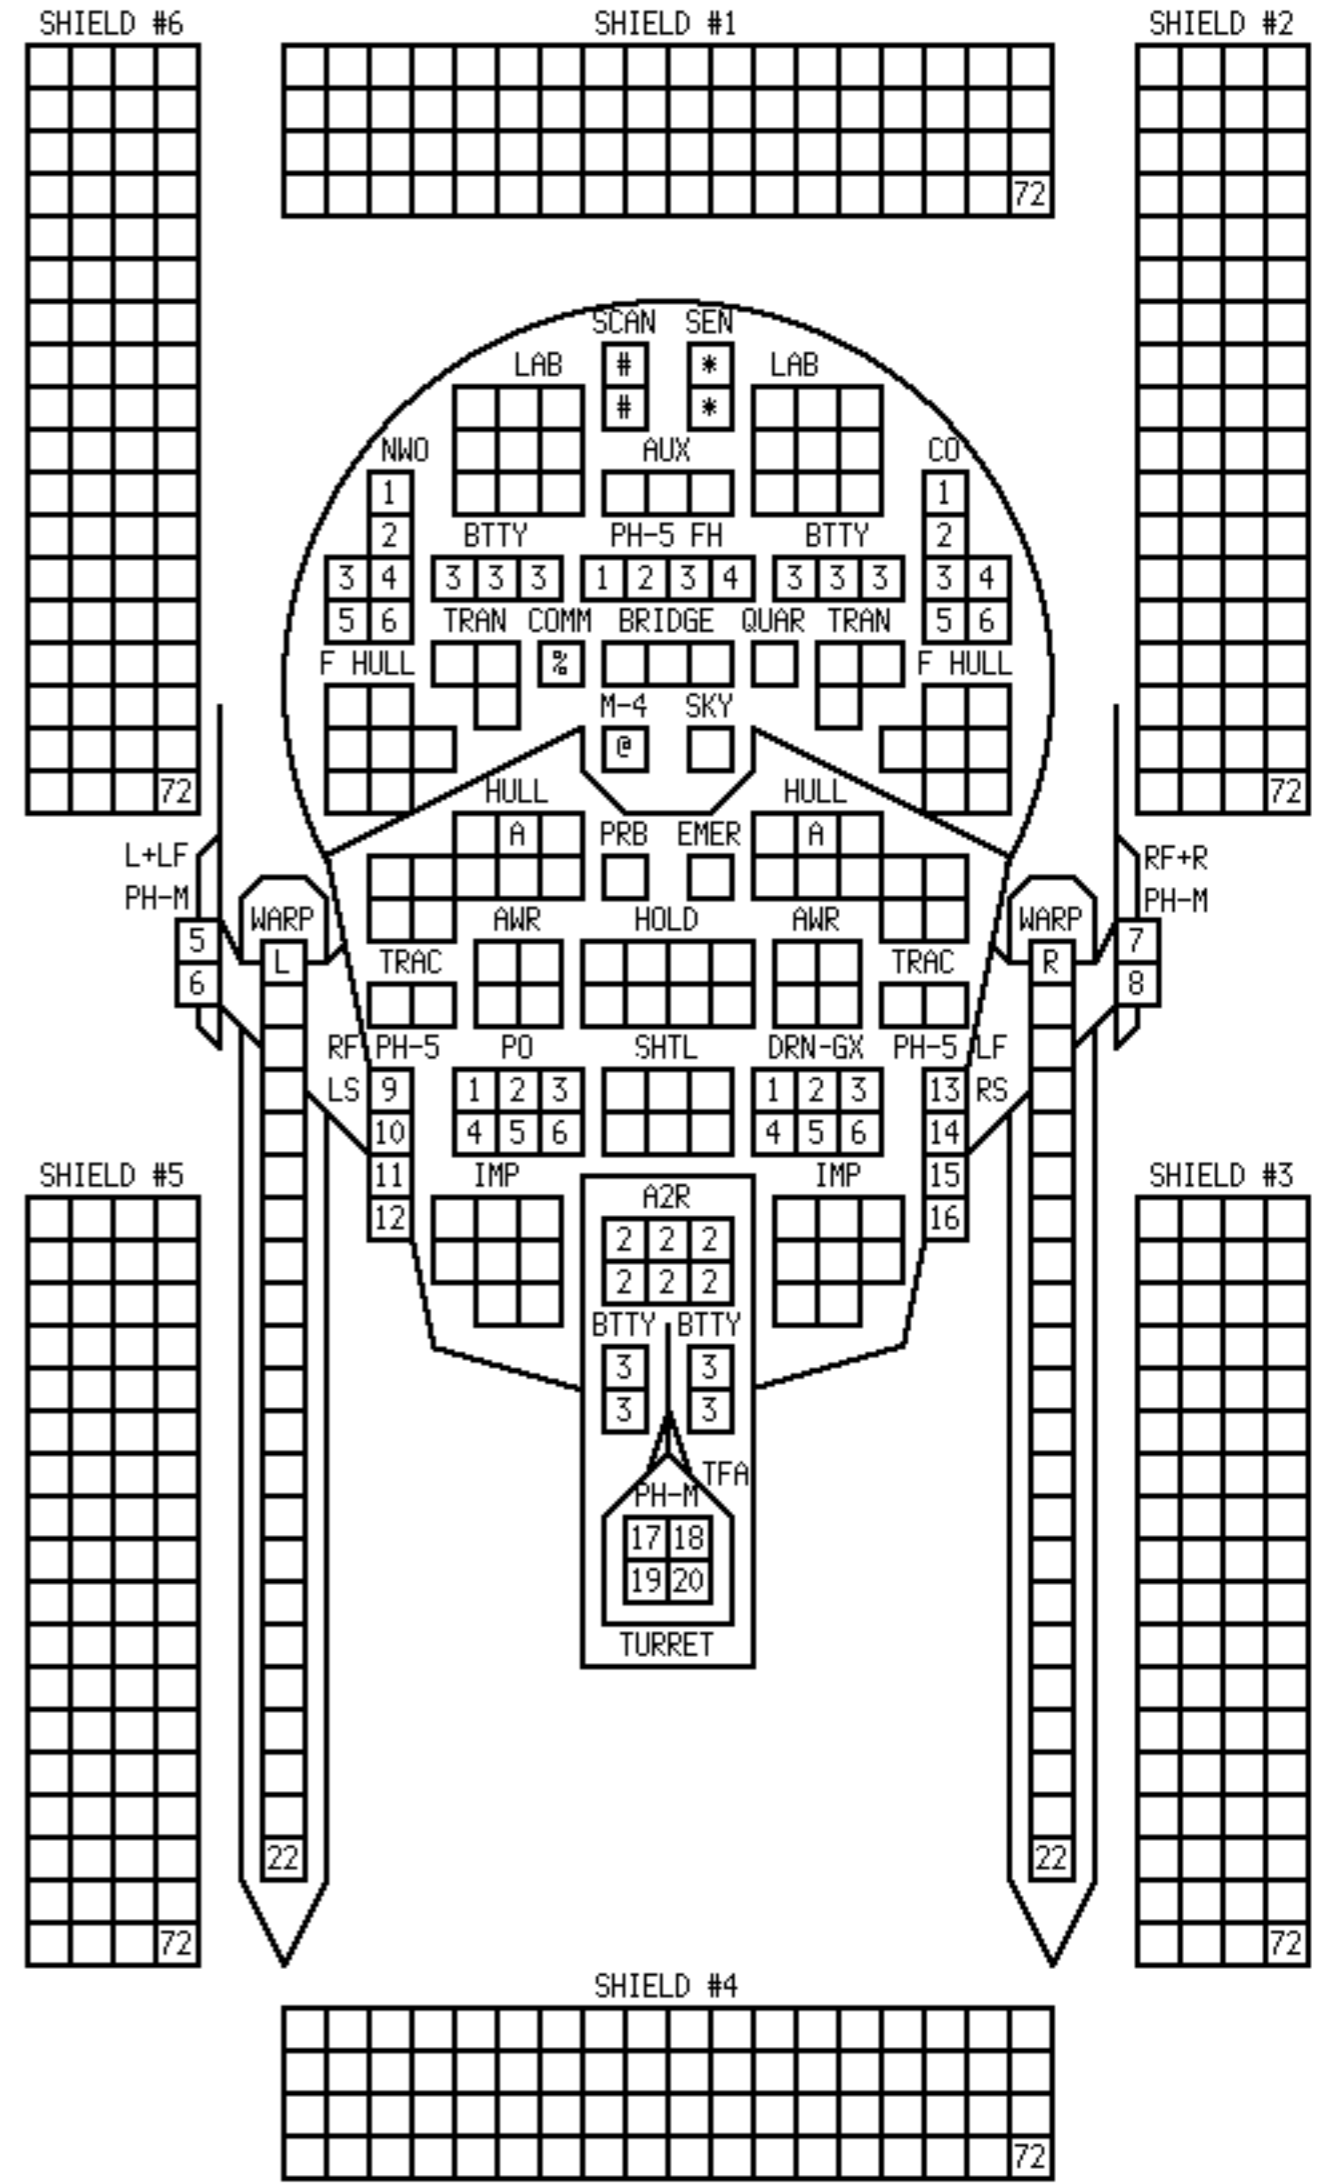 SHIELD #6 SHIELD #1 SHIELD #2
72
SCAN SEN
LAB # * LAB
# *
NWO AUX CO
1 1
2 BTTY PH-5 FH BTTY 2
3 4 3 3 3 1 2 3 4 3 3 3 3 4
5 6 TRAN COMM BRIDGE QUAR TRAN 5 6
F HULL % F HULL
M-4 SKY
@
72 HULL HULL 72
A PRB EMER A
L+LF RF+R
PH-M PH-M
WARP AWR HOLD AWR WARP
5 7
L TRAC TRAC R
6 8
RF PH-5 PO SHTL DRN-GX PH-5 LF
LS 9 1 2 3 1 2 3 13 RS
10 4 5 6 4 5 6 14
SHIELD #5 11 IMP IMP 15 SHIELD #3
A2R
12 16
2 2 2
2 2 2
BTTY BTTY
3 3
3 3
TFA
PH-M
17 18
19 20
TURRET
22 22
72 72
SHIELD #4
72